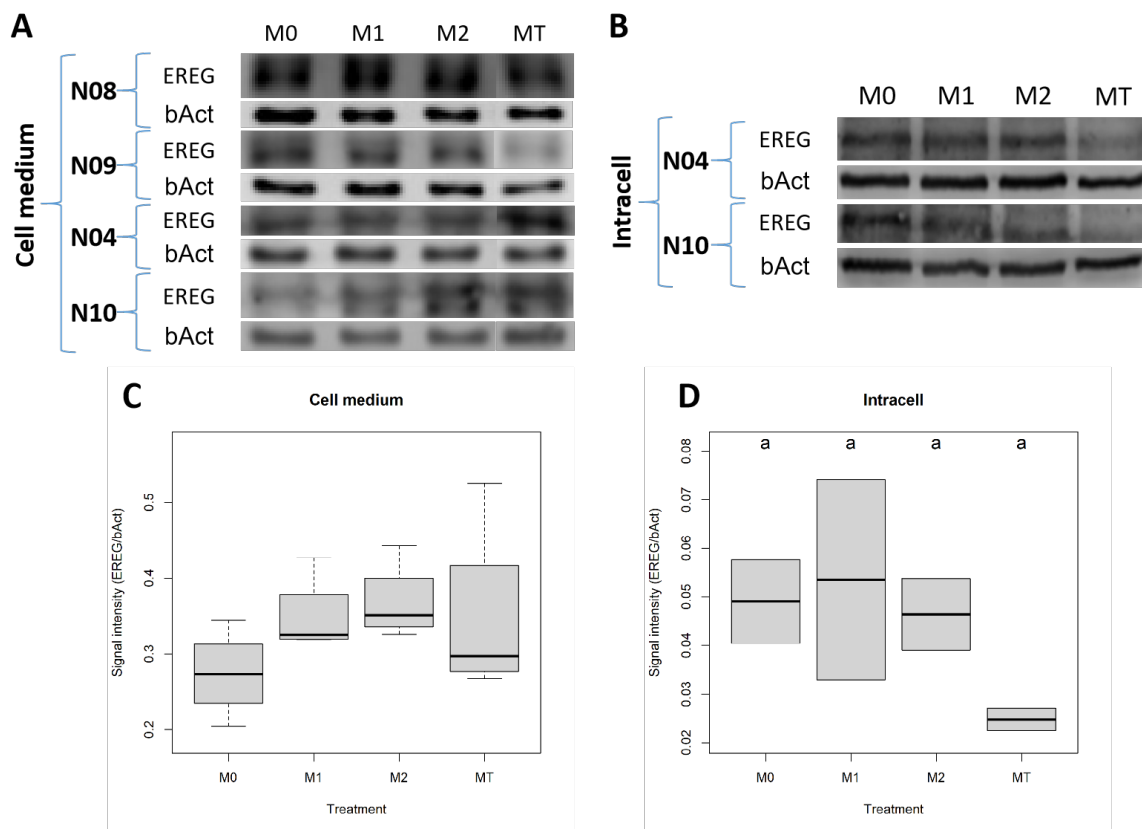 A
M0 M1 M2 MT
Cell medium
N08
EREG
bAct
N09
EREG
bAct
N04
EREG
bAct
N10
EREG
bAct
B
M0 M1 M2 MT
Intracell
N04
EREG
bAct
N10
EREG
bAct
C
Cell medium
Signal intensity (EREG/bAct)
0.5
0.4
0.3
0.2
M0 M1 M2 MT
Treatment
D
Intracell
a a a a
Signal intensity (EREG/bAct)
0.08
0.07
0.06
0.05
0.04
0.03
0.02
M0 M1 M2 MT
Treatment